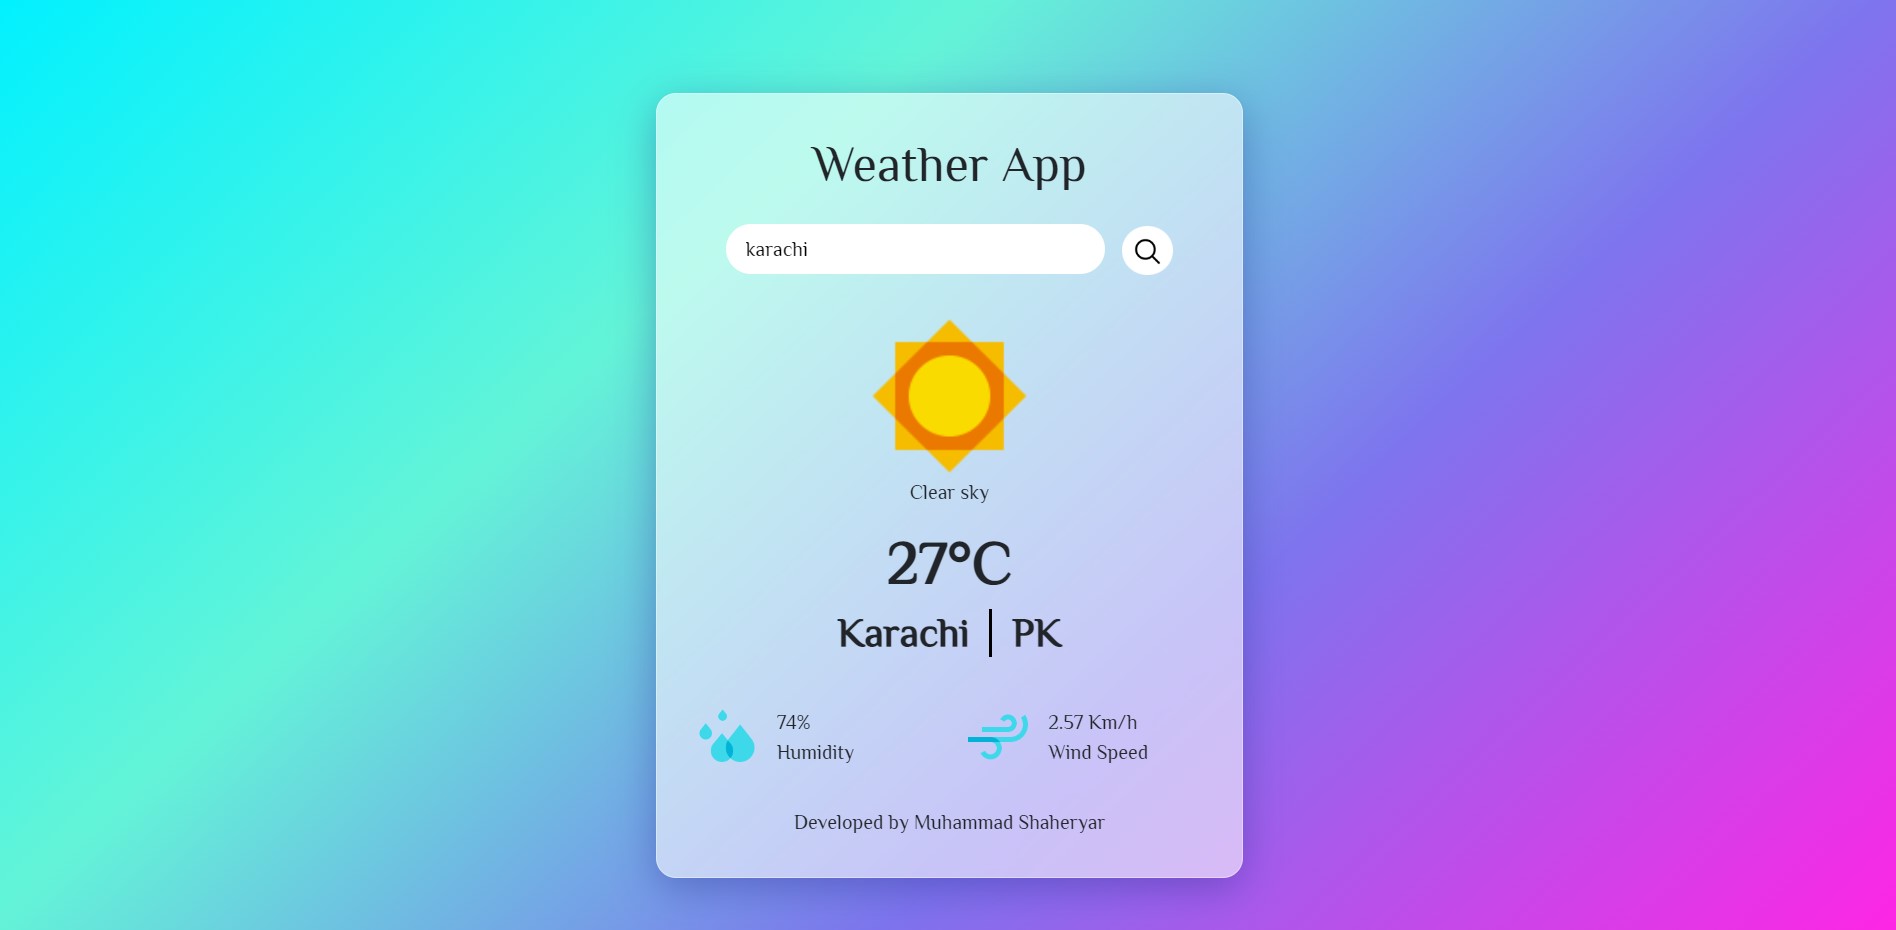 Weather App
karachi
Clear sky
27°C
Karachi | PK
74%
Humidity
2.57 Km/h
Wind Speed
Developed by Muhammad Shaheryar